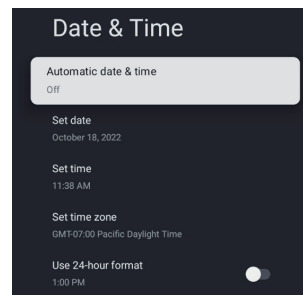 Date & Time
Automatic date & time
Off
Set date
October 18, 2022
Set time
11:38 AM
Set time zone
GMT-07:00 Pacific Daylight Time
Use 24-hour format
1:00 PM